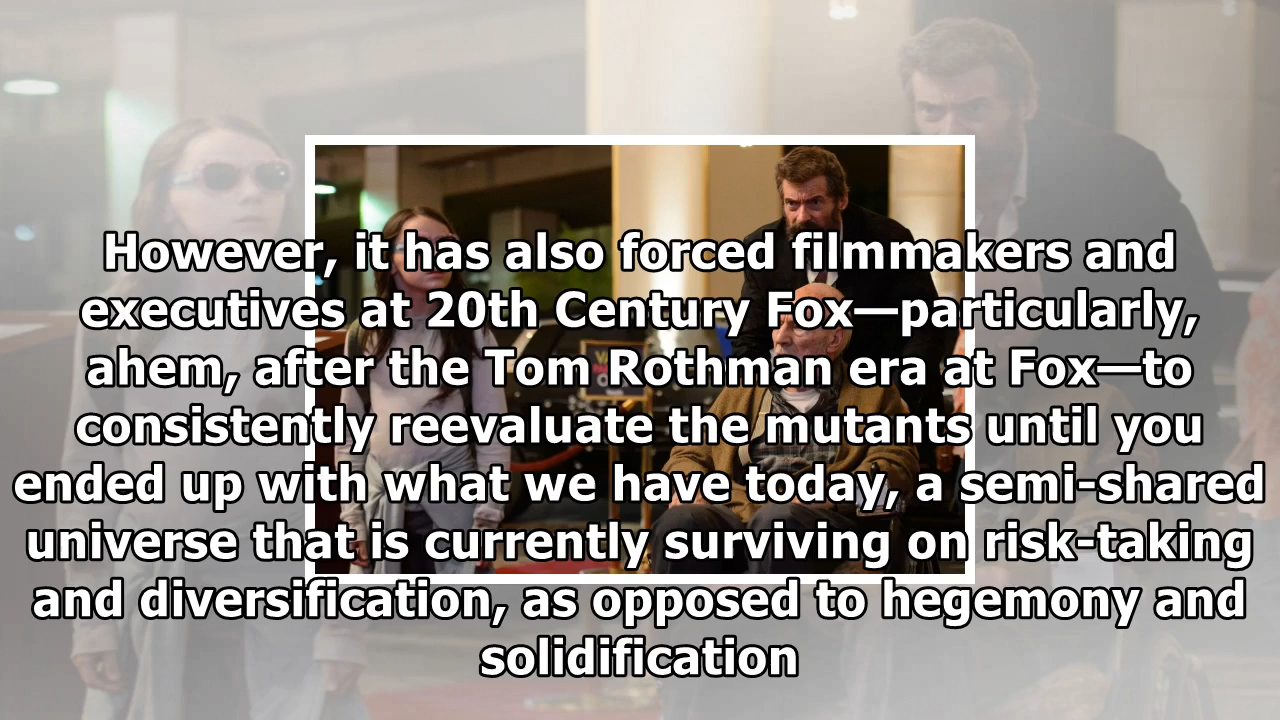 However, it has also forced filmmakers and
executives at 20th Century Fox—particularly,
ahem, after the Tom Rothman era at Fox—to
consistently reevaluate the mutants until you
ended up with what we have today, a semi-shared
universe that is currently surviving on risk-taking
and diversification, as opposed to hegemony and
solidification